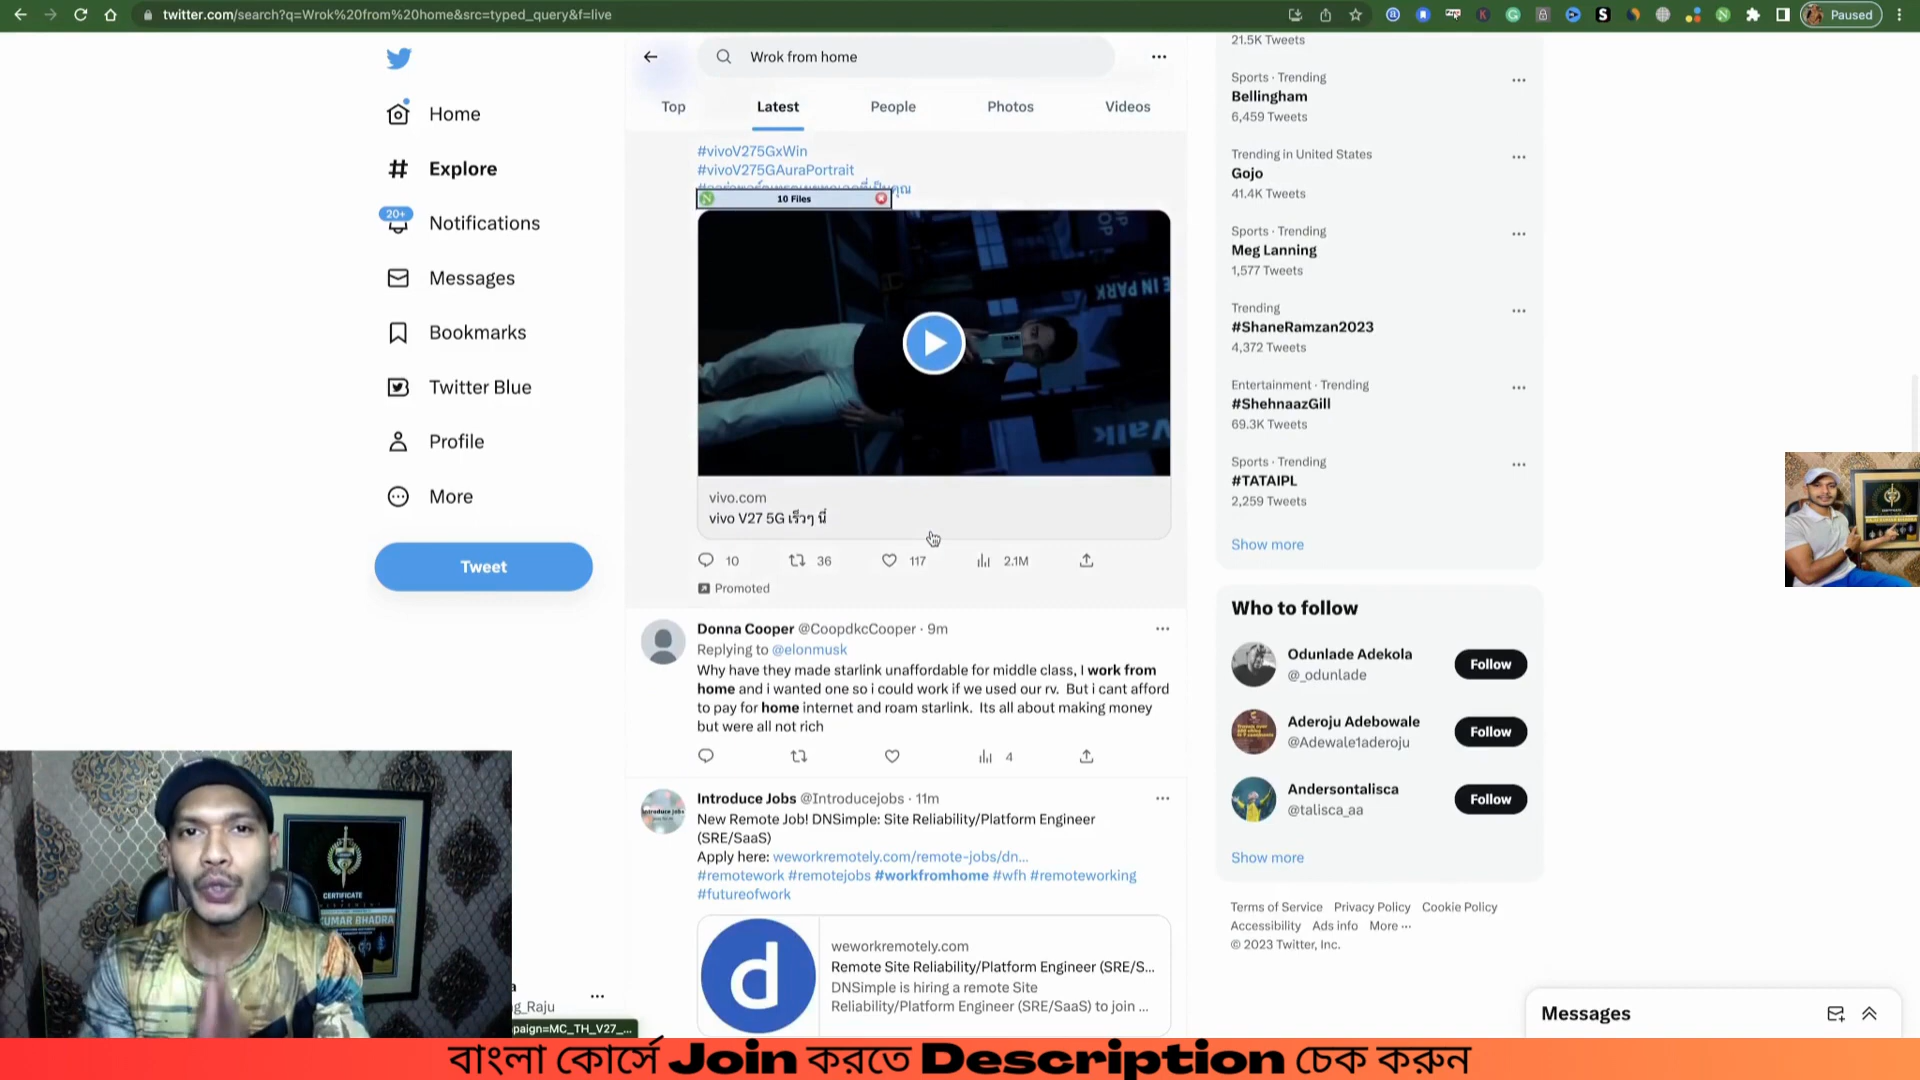 twitter.com/search?q=Wrok%20from%20home&src=typed_query&f=live
Paused
Home
Explore
20+
Notifications
Messages
Bookmarks
Twitter Blue
Profile
More
Tweet
Wrok from home
Top
Latest
People
Photos
Videos
#vivoV275GxWin
#vivoV275GAuraPortrait
10 Files
vivo.com
vivo V27 5G เร็วๆ นี่
10
36
117
2.1M
Promoted
Donna Cooper @CoopdkcCooper · 9m
Replying to @elonmusk
Why have they made starlink unaffordable for middle class, I work from
home and i wanted one so i could work if we used our rv. But i cant afford
to pay for home internet and roam starlink. Its all about making money
but were all not rich
4
Introduce Jobs @Introducejobs · 11m
New Remote Job! DNSimple: Site Reliability/Platform Engineer
(SRE/SaaS)
Apply here: weworkremotely.com/remote-jobs/dn…
#remotework #remotejobs #workfromhome #wfh #remoteworking
#futureofwork
d
weworkremotely.com
Remote Site Reliability/Platform Engineer (SRE/S...
DNSimple is hiring a remote Site
Reliability/Platform Engineer (SRE/SaaS) to join ...
21.5K Tweets
Sports · Trending
Bellingham
6,459 Tweets
Trending in United States
Gojo
41.4K Tweets
Sports · Trending
Meg Lanning
1,577 Tweets
Trending
#ShaneRamzan2023
4,372 Tweets
Entertainment · Trending
#ShehnaazGill
69.3K Tweets
Sports · Trending
#TATAIPL
2,259 Tweets
Show more
Who to follow
Odunlade Adekola
@_odunlade
Follow
Aderoju Adebowale
@Adewale1aderoju
Follow
Andersontalisca
@talisca_aa
Follow
Show more
Terms of Service Privacy Policy Cookie Policy
Accessibility Ads info More ···
© 2023 Twitter, Inc.
Messages
CERTIFICATE
KUMAR BHADRA
g_Raju
paign=MC_TH_V27_...
বাংলা কোর্সে Join করতে Description চেক করুন